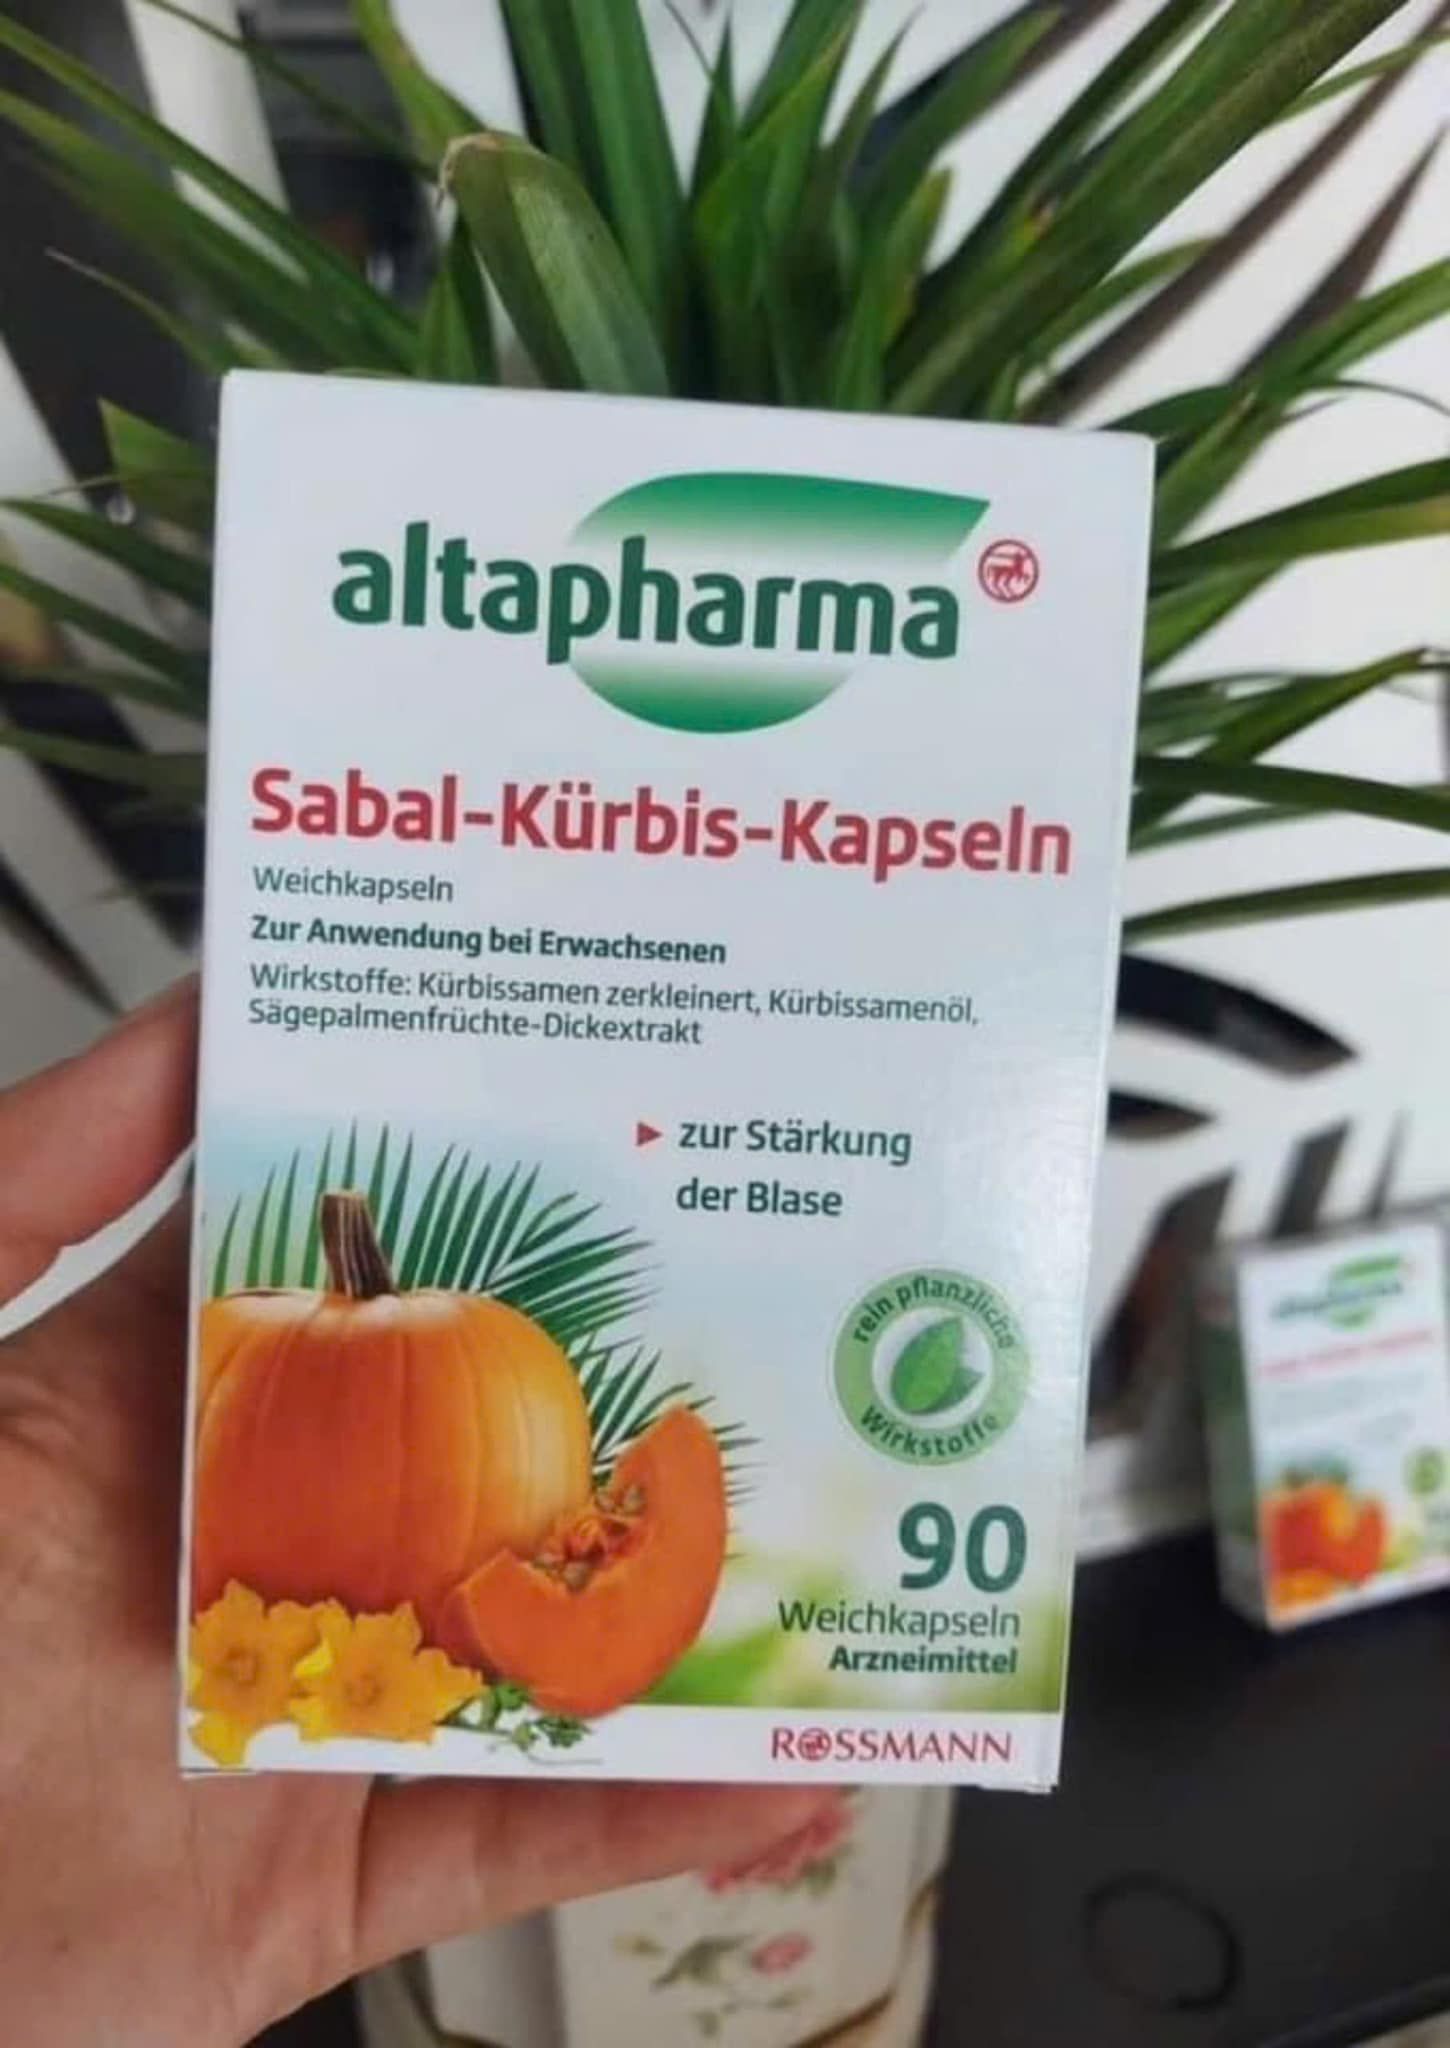 altapharma
Sabal-Kürbis-Kapseln
Weichkapseln
Zur Anwendung bei Erwachsenen
Wirkstoffe: Kürbissamen zerkleinert, Kürbissamenöl,
Sägepalmenfrüchte-Dickextrakt
zur Stärkung
der Blase
rein pflanzliche
Wirkstoffe
90
Weichkapseln
Arzneimittel
ROSSMANN
altapharma